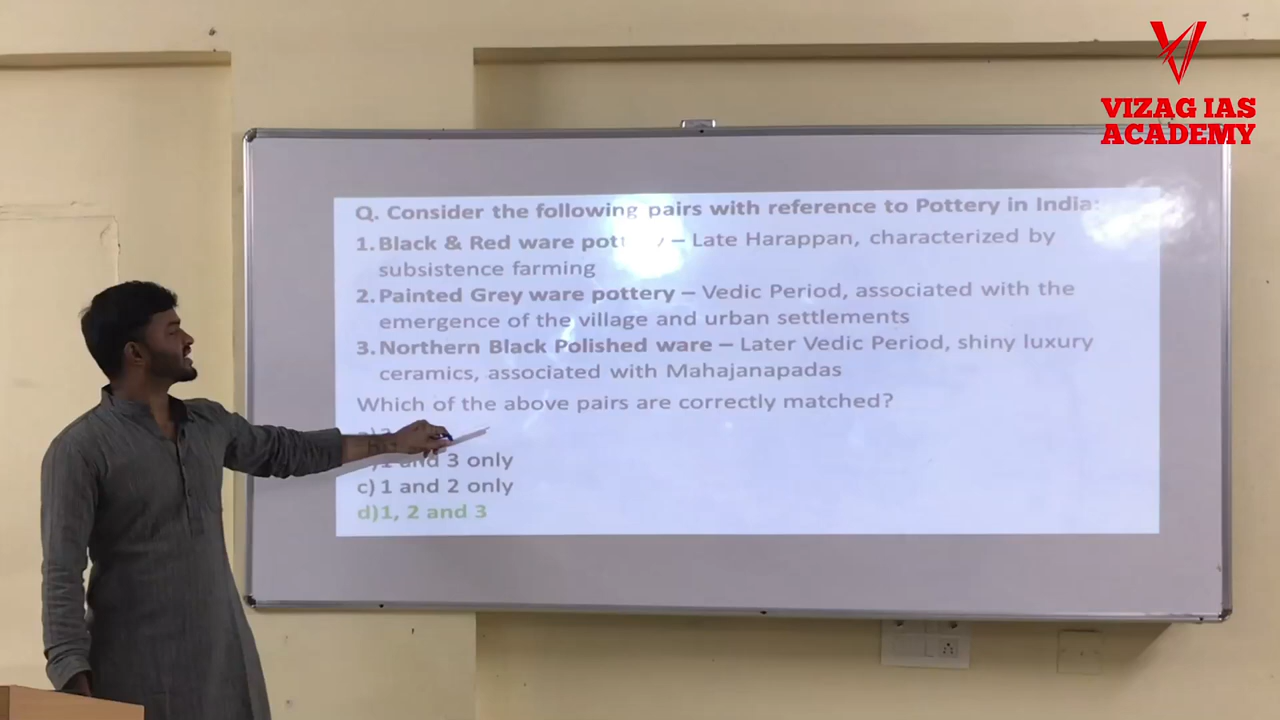 VIZAG IAS
ACADEMY
Q. Consider the following pairs with reference to Pottery in India:
1. Black & Red ware – Late Harappan, characterized by
subsistence farming
2. Painted Grey ware pottery – Vedic Period, associated with the
emergence of the village and urban settlements
3. Northern Black Polished ware – Later Vedic Period, shiny luxury
ceramics, associated with Mahajanapadas
Which of the above pairs are correctly matched?
and 3 only
c) 1 and 2 only
d)1, 2 and 3